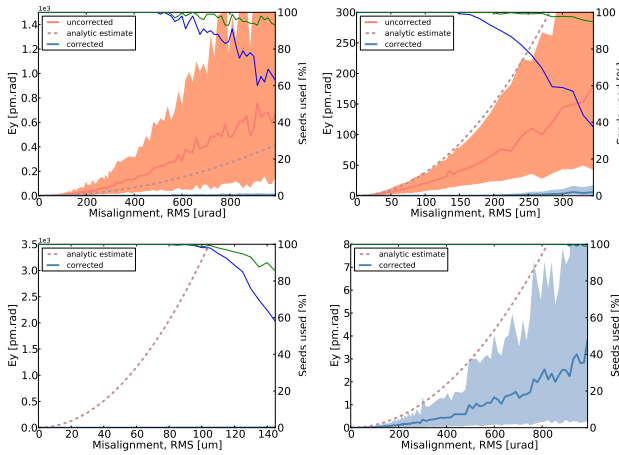 1e3
uncorrected
analytic estimate
corrected
Ey [pm.rad]
1.4
1.2
1.0
0.8
0.6
0.4
0.2
0.0
0 200 400 600 800
Misalignment, RMS [urad]
100
80
60
40
20
0
Seeds used [%]
uncorrected
analytic estimate
corrected
Ey [pm.rad]
300
250
200
150
100
50
0
0 50 100 150 200 250 300
Misalignment, RMS [um]
100
80
60
40
20
0
Seeds used [%]
1e3
analytic estimate
corrected
Ey [pm.rad]
3.5
3.0
2.5
2.0
1.5
1.0
0.5
0.0
0 20 40 60 80 100 120 140
Misalignment, RMS [um]
100
80
60
40
20
0
Seeds used [%]
analytic estimate
corrected
Ey [pm.rad]
8
7
6
5
4
3
2
1
0
0 200 400 600 800
Misalignment, RMS [urad]
100
80
60
40
20
0
Seeds used [%]